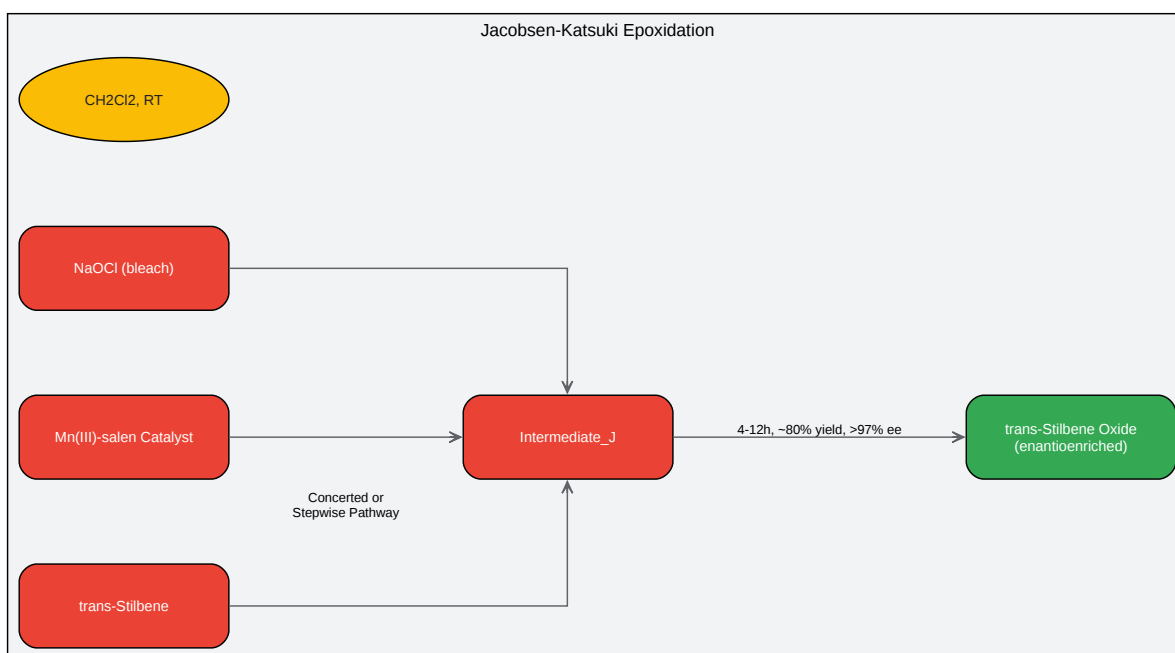 Jacobsen-Katsuki Epoxidation
CH2Cl2, RT
NaOCl (bleach)
Mn(III)-salen Catalyst
Intermediate_J
4-12h, ~80% yield, >97% ee
trans-Stilbene Oxide
(enantioenriched)
Concerted or
Stepwise Pathway
trans-Stilbene